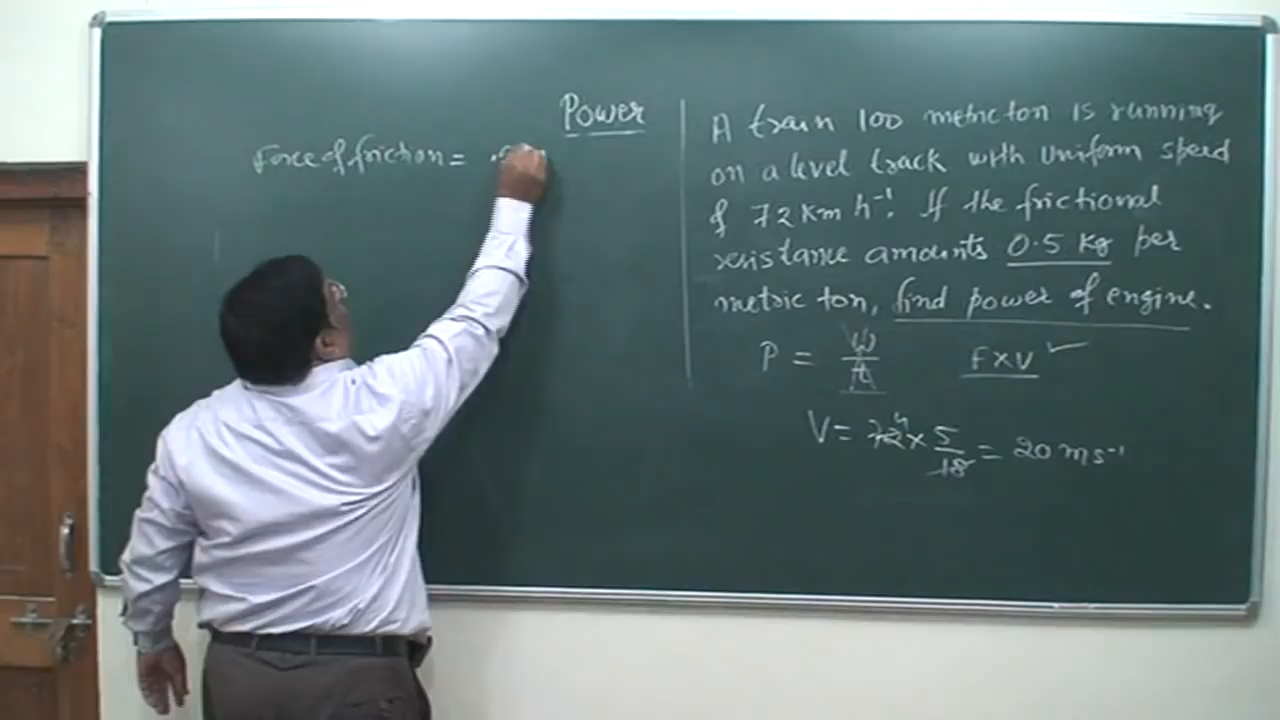 Power
Force of friction = .5
A train 100 metric ton is running
on a level track with uniform speed
of 72 Km h⁻¹. If the frictional
resistance amounts 0.5 Kg per
metric ton, find power of engine.
P = W/t F×V ✓
V = 72 4 × 5/18 = 20 m s⁻¹